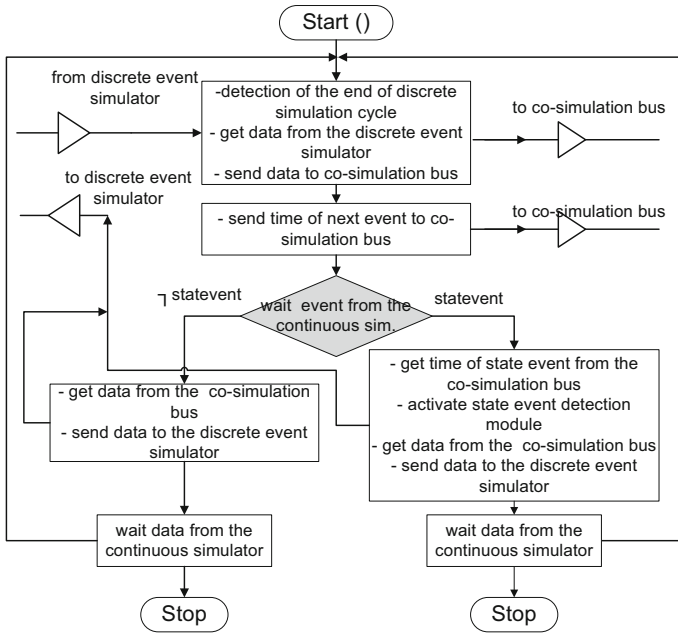 Start ()
from discrete event
simulator
-detection of the end of discrete
simulation cycle
- get data from the discrete event
simulator
- send data to co-simulation bus
to co-simulation bus
to discrete event
simulator
- send time of next event to co-
simulation bus
to co-simulation bus
┐ statevent
wait  event from the
continuous sim.
statevent
- get data from the  co-simulation
bus
- send data to the discrete event
simulator
- get time of state event from the
co-simulation bus
- activate state event detection
module
- get data from the  co-simulation bus
- send data to the discrete event
simulator
wait data from the
continuous simulator
wait data from the
continuous simulator
Stop
Stop